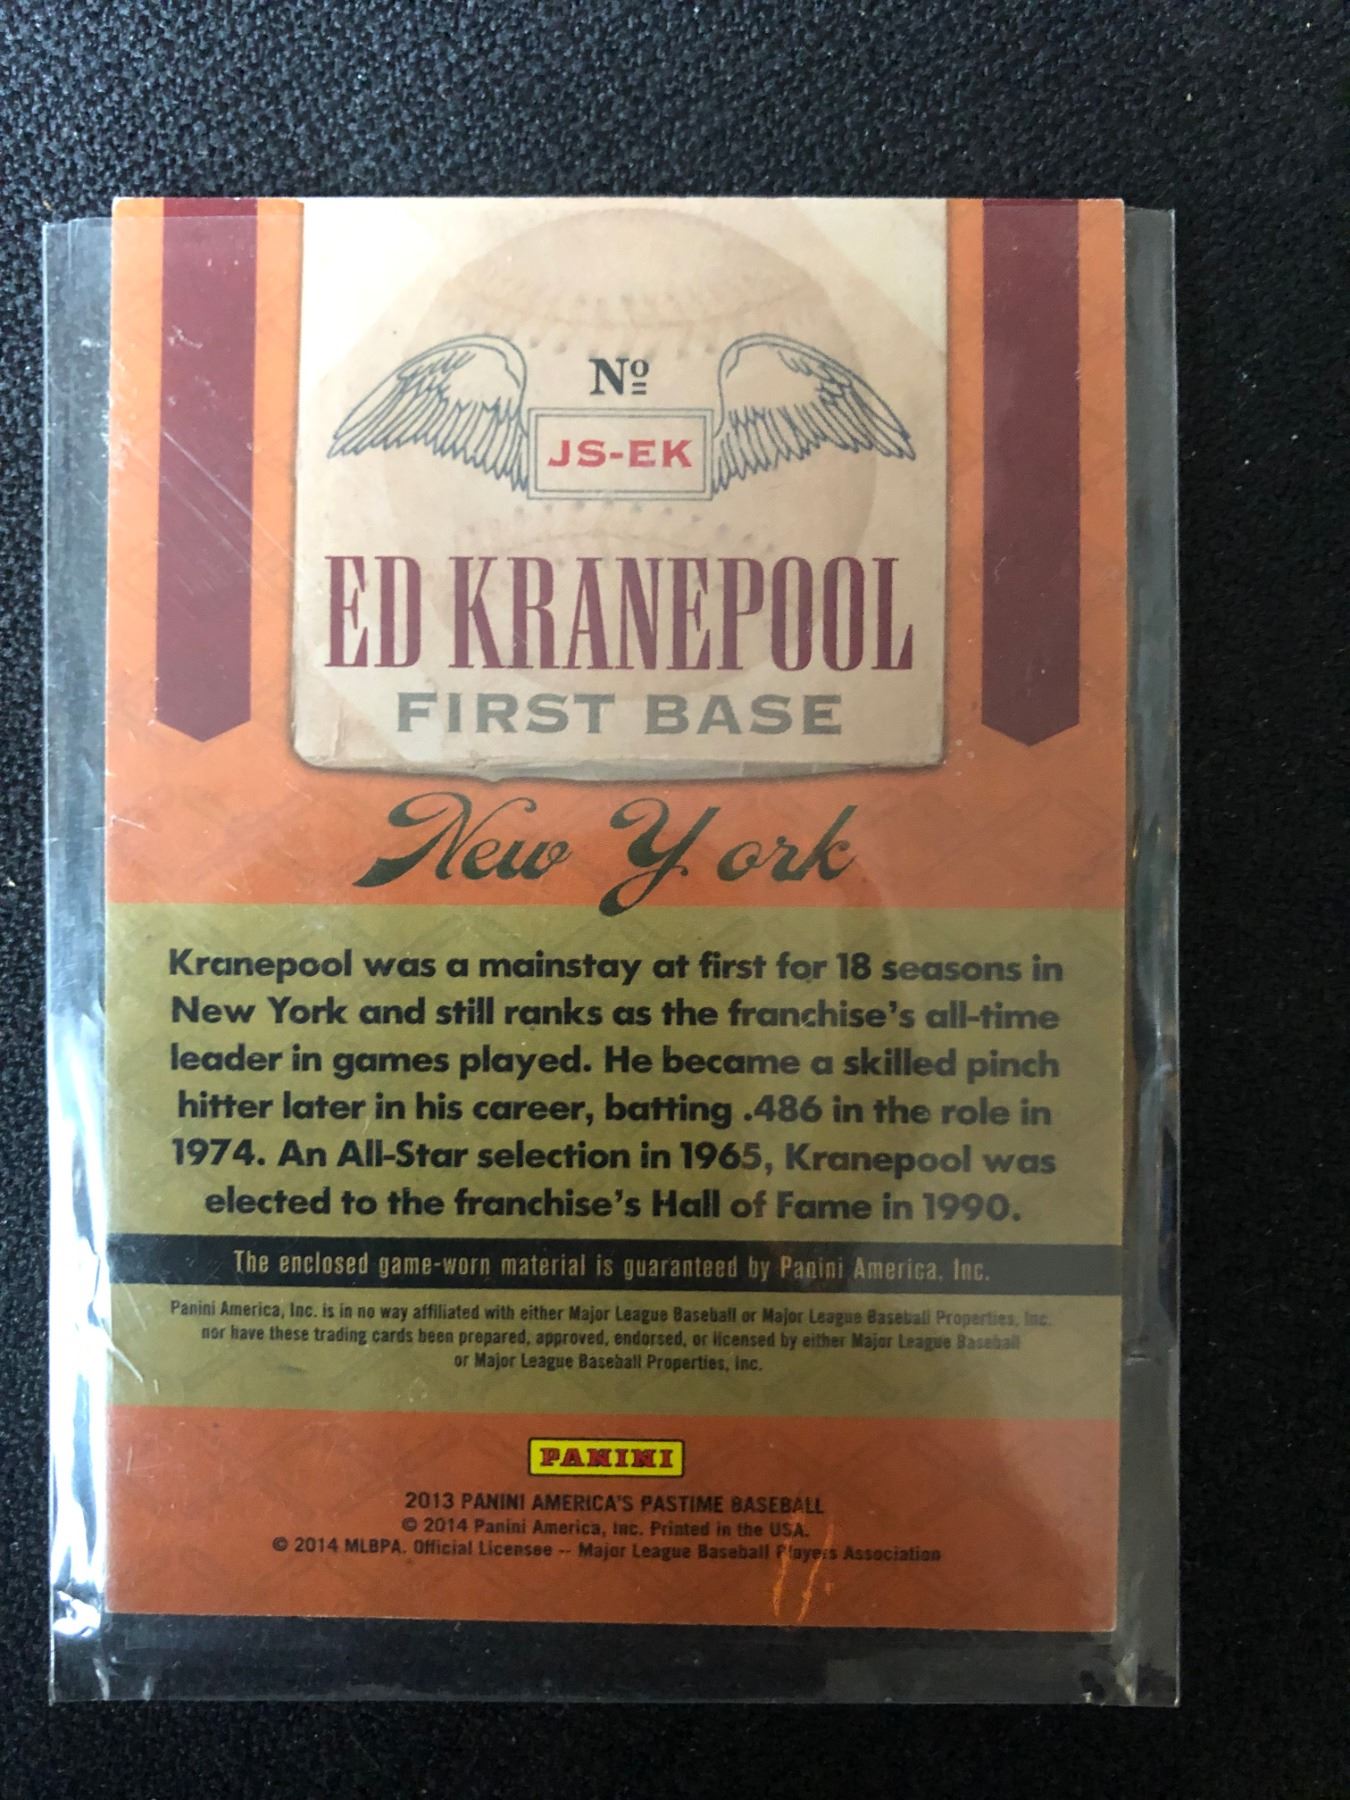 Nº
JS-EK
ED KRANEPOOL
FIRST BASE
New York
Kranepool was a mainstay at first for 18 seasons in
New York and still ranks as the franchise's all-time
leader in games played. He became a skilled pinch
hitter later in his career, batting .486 in the role in
1974. An All-Star selection in 1965, Kranepool was
elected to the franchise's Hall of Fame in 1990.
The enclosed game-worn material is guaranteed by Panini America, Inc.
Panini America, Inc. is in no way affiliated with either Major League Baseball or Major League Baseball Properties, Inc.
nor have these trading cards been prepared, approved, endorsed, or licensed by either Major League Baseball
or Major League Baseball Properties, Inc.
PANINI
2013 PANINI AMERICA'S PASTIME BASEBALL
© 2014 Panini America, Inc. Printed in the USA.
© 2014 MLBPA. Official Licensee -- Major League Baseball Players Association